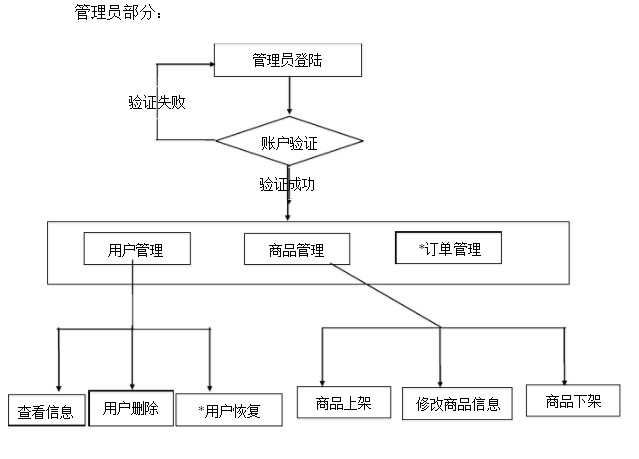 管理员部分：
管理员登陆
验证失败
账户验证
验证成功
用户管理
商品管理
*订单管理
查看信息
用户删除
*用户恢复
商品上架
修改商品信息
商品下架